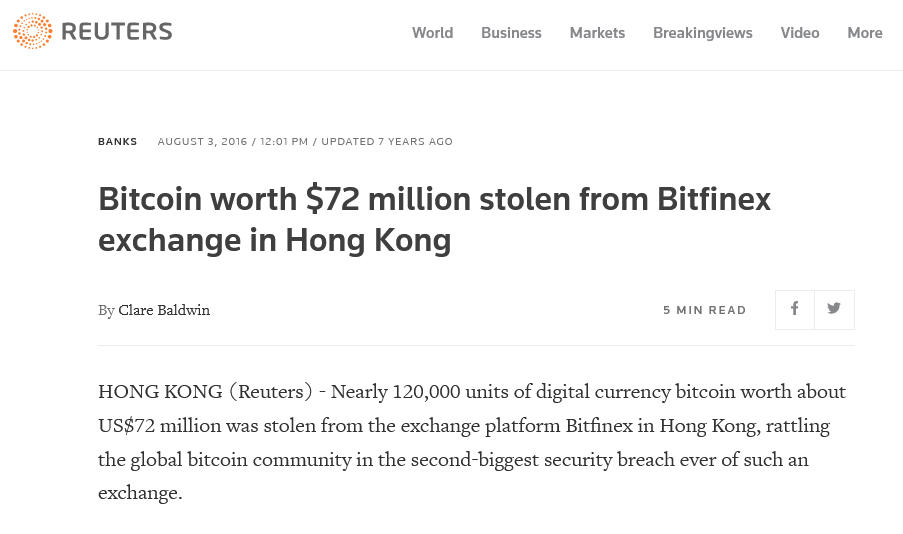 REUTERS
World Business Markets Breakingviews Video More
BANKS AUGUST 3, 2016 / 12:01 PM / UPDATED 7 YEARS AGO
Bitcoin worth $72 million stolen from Bitfinex
exchange in Hong Kong
By Clare Baldwin 5 MIN READ
HONG KONG (Reuters) - Nearly 120,000 units of digital currency bitcoin worth about
US$72 million was stolen from the exchange platform Bitfinex in Hong Kong, rattling
the global bitcoin community in the second-biggest security breach ever of such an
exchange.